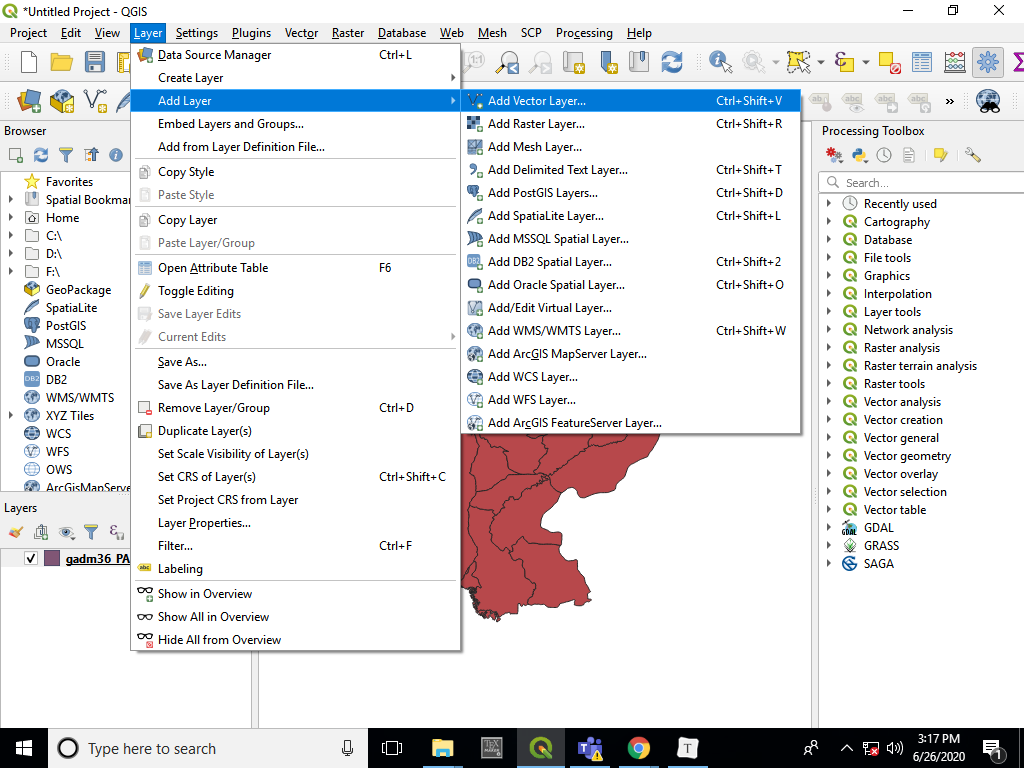 *Untitled Project - QGIS
Project Edit View Layer Settings Plugins Vector Raster Database Web Mesh SCP Processing Help
Data Source Manager Ctrl+L
Create Layer
Add Layer
Embed Layers and Groups...
Add from Layer Definition File...
Copy Style
Paste Style
Copy Layer
Paste Layer/Group
Open Attribute Table F6
Toggle Editing
Save Layer Edits
Current Edits
Save As...
Save As Layer Definition File...
Remove Layer/Group Ctrl+D
Duplicate Layer(s)
Set Scale Visibility of Layer(s)
Set CRS of Layer(s) Ctrl+Shift+C
Set Project CRS from Layer
Layer Properties...
Filter... Ctrl+F
Labeling
Show in Overview
Show All in Overview
Hide All from Overview
Add Vector Layer... Ctrl+Shift+V
Add Raster Layer... Ctrl+Shift+R
Add Mesh Layer...
Add Delimited Text Layer... Ctrl+Shift+T
Add PostGIS Layers... Ctrl+Shift+D
Add SpatiaLite Layer... Ctrl+Shift+L
Add MSSQL Spatial Layer...
Add DB2 Spatial Layer... Ctrl+Shift+2
Add Oracle Spatial Layer... Ctrl+Shift+O
Add/Edit Virtual Layer...
Add WMS/WMTS Layer... Ctrl+Shift+W
Add ArcGIS MapServer Layer...
Add WCS Layer...
Add WFS Layer...
Add ArcGIS FeatureServer Layer...
Browser
Favorites
Spatial Bookmar
Home
C:\
D:\
F:\
GeoPackage
SpatiaLite
PostGIS
MSSQL
Oracle
DB2
WMS/WMTS
XYZ Tiles
WCS
WFS
OWS
ArcGisMapServe
Layers
gadm36_PA
Processing Toolbox
Search...
Recently used
Cartography
Database
File tools
Graphics
Interpolation
Layer tools
Network analysis
Raster analysis
Raster terrain analysis
Raster tools
Vector analysis
Vector creation
Vector general
Vector geometry
Vector overlay
Vector selection
Vector table
GDAL
GRASS
SAGA
Type here to search
3:17 PM
6/26/2020
1